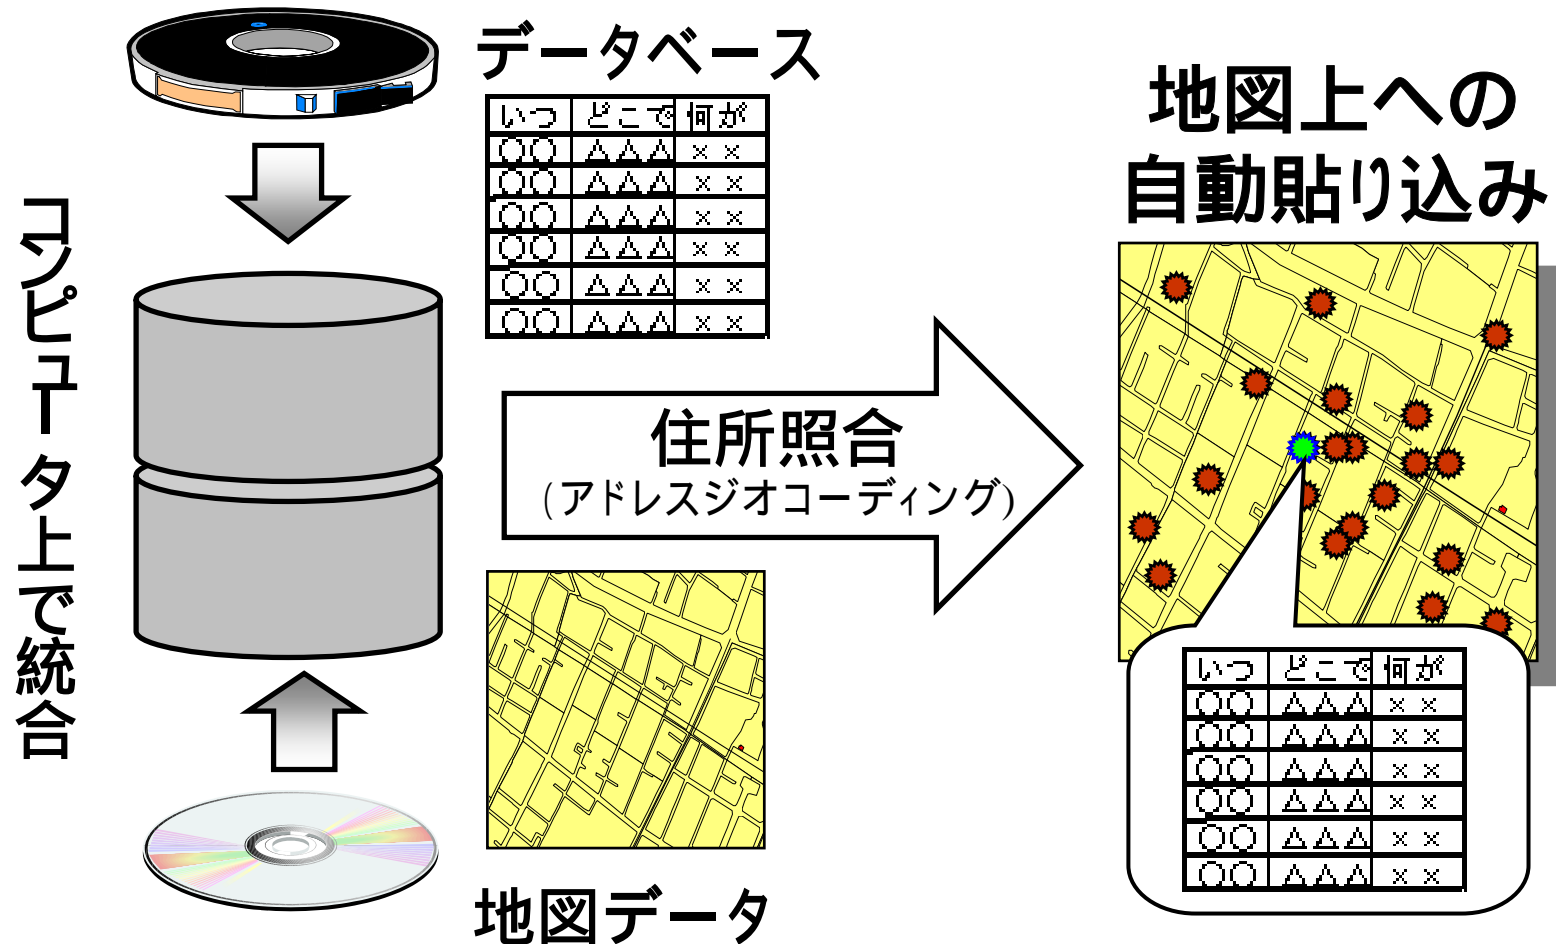 データベース
いつ どこで 何が
○○ △△△ ××
○○ △△△ ××
○○ △△△ ××
○○ △△△ ××
○○ △△△ ××
○○ △△△ ××
コンピュータ上で統合
住所照合
(アドレスジオコーディング)
地図データ
地図上への
自動貼り込み
いつ どこで 何が
○○ △△△ ××
○○ △△△ ××
○○ △△△ ××
○○ △△△ ××
○○ △△△ ××
○○ △△△ ××